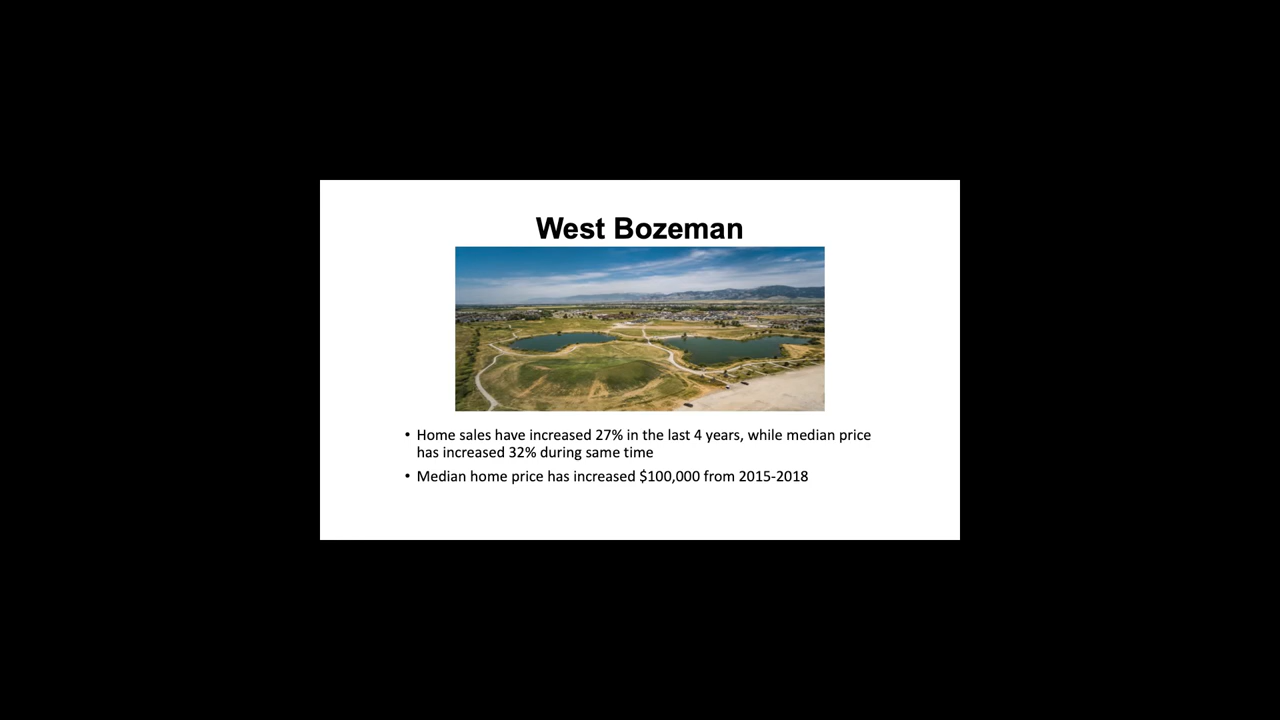 West Bozeman
• Home sales have increased 27% in the last 4 years, while median price
has increased 32% during same time
• Median home price has increased $100,000 from 2015-2018